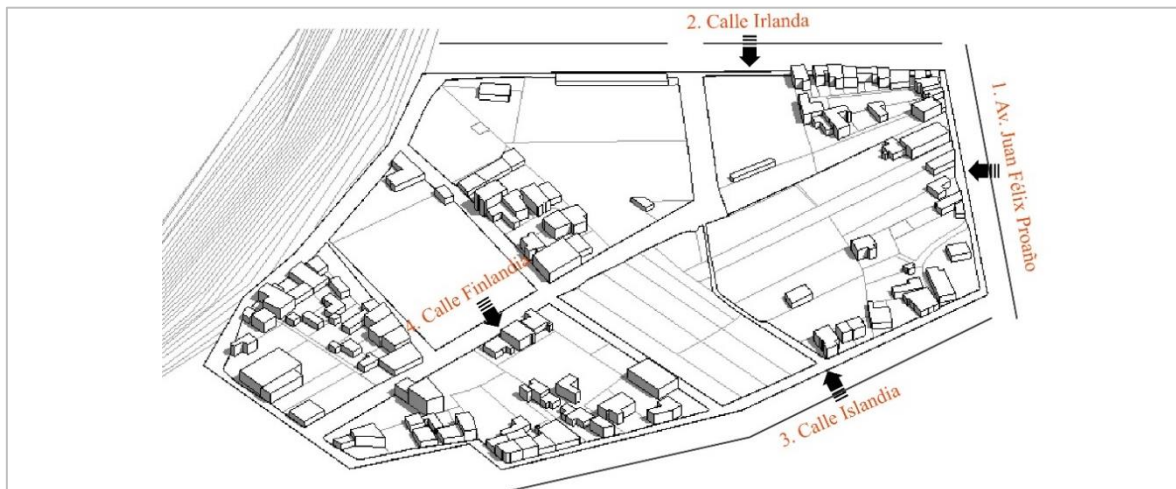 2. Calle Irlanda
1. Av. Juan Félix Proaño
4. Calle Finlandia
3. Calle Islandia